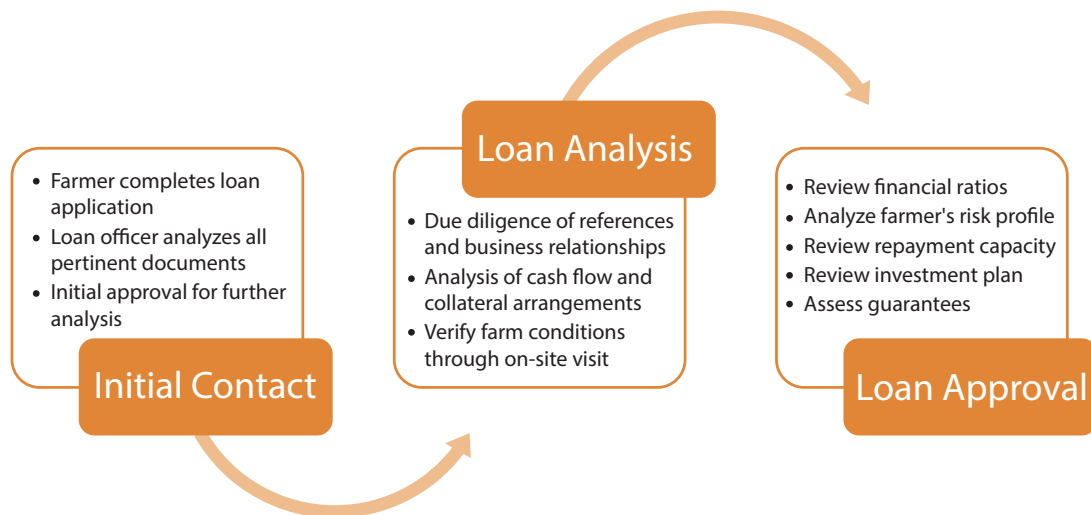 • Farmer completes loan
application
• Loan officer analyzes all
pertinent documents
• Initial approval for further
analysis
Initial Contact
Loan Analysis
• Due diligence of references
and business relationships
• Analysis of cash flow and
collateral arrangements
• Verify farm conditions
through on-site visit
• Review financial ratios
• Analyze farmer's risk profile
• Review repayment capacity
• Review investment plan
• Assess guarantees
Loan Approval